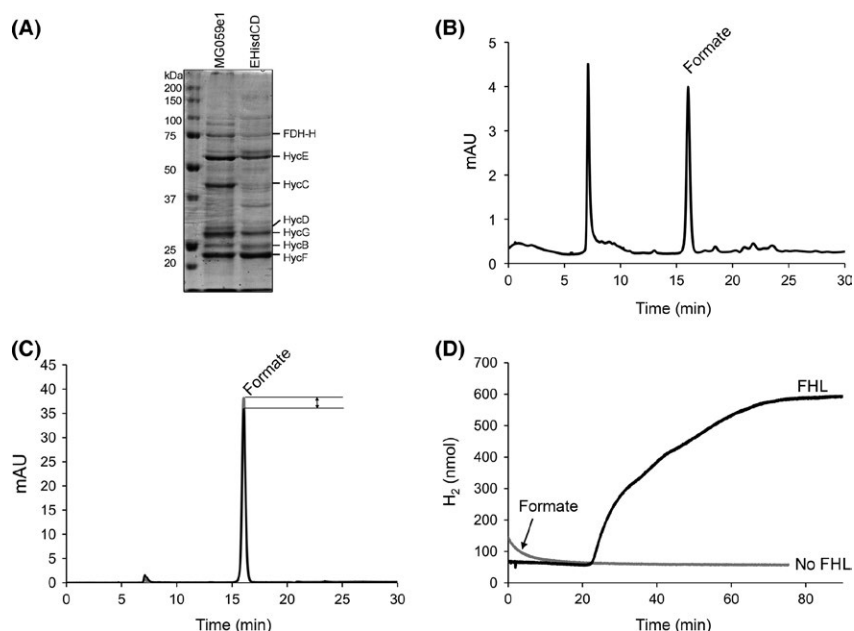 (A)
MG059e1
EHisdCD
kDa
200
150
100
75
50
37
25
20
FDH-H
HycE
HycC
HycD
HycG
HycB
HycF
(B)
Formate
5
4
3
2
1
0
mAU
0 5 10 15 20 25 30
Time (min)
(C)
Formate
45
40
35
30
25
20
15
10
5
0
mAU
0 5 10 15 20 25 30
Time (min)
(D)
700
600
500
400
300
200
100
0
H₂ (nmol)
FHL
Formate
No FHL
0 20 40 60 80
Time (min)